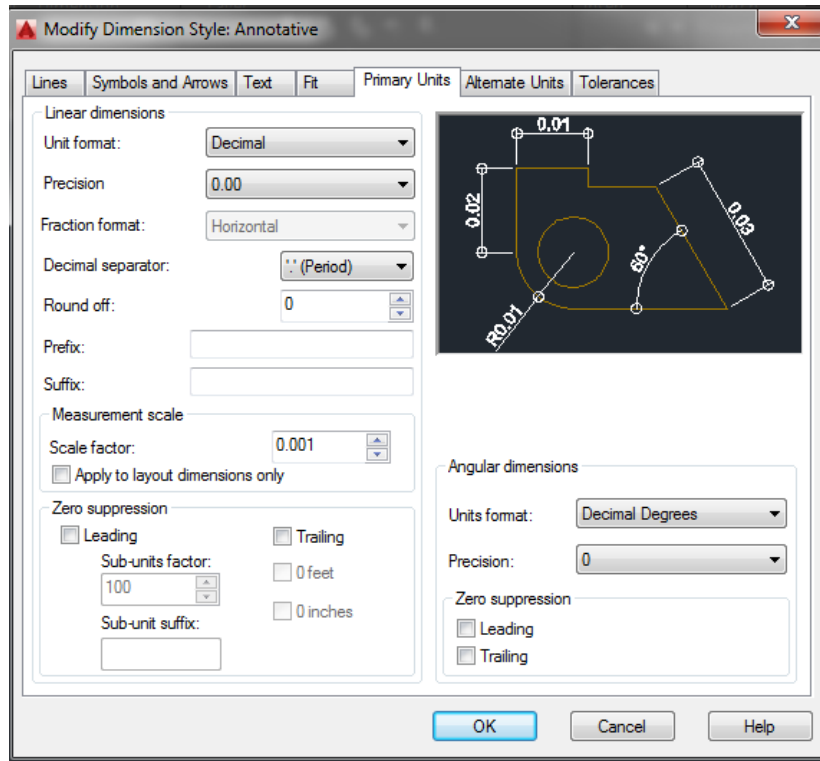 Modify Dimension Style: Annotative
Lines Symbols and Arrows Text Fit Primary Units Alternate Units Tolerances
Linear dimensions
Unit format: Decimal
Precision 0.00
Fraction format: Horizontal
Decimal separator: '.' (Period)
Round off: 0
Prefix:
Suffix:
Measurement scale
Scale factor: 0.001
Apply to layout dimensions only
Zero suppression
Leading Trailing
Sub-units factor: 0 feet
100
0 inches
Sub-unit suffix:
0.01
0.02
0.03
60°
R0.01
Angular dimensions
Units format: Decimal Degrees
Precision: 0
Zero suppression
Leading
Trailing
OK Cancel Help